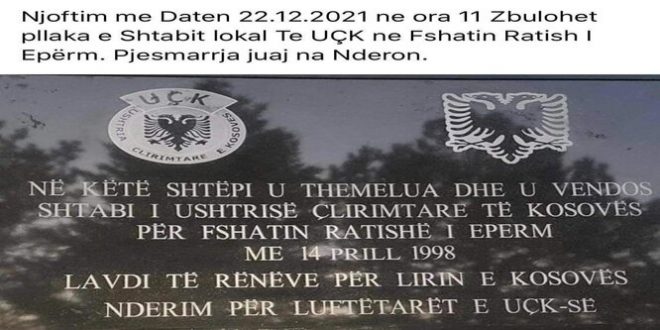 Njoftim me Daten 22.12.2021 ne ora 11 Zbulohet
pllaka e Shtabit lokal Te UÇK ne Fshatin Ratish I
Epërm. Pjesmarrja juaj na Nderon.
UÇK
USHTRIA ÇLIRIMTARE E KOSOVËS
NË KËTË SHTËPI U THEMELUA DHE U VENDOS
SHTABI I USHTRISË ÇLIRIMTARE TË KOSOVËS
PËR FSHATIN RATISHË I EPERM
ME 14 PRILL 1998
LAVDI TË RËNËVE PËR LIRIN E KOSOVËS
NDERIM PËR LUFTËTARËT E UÇK-SË